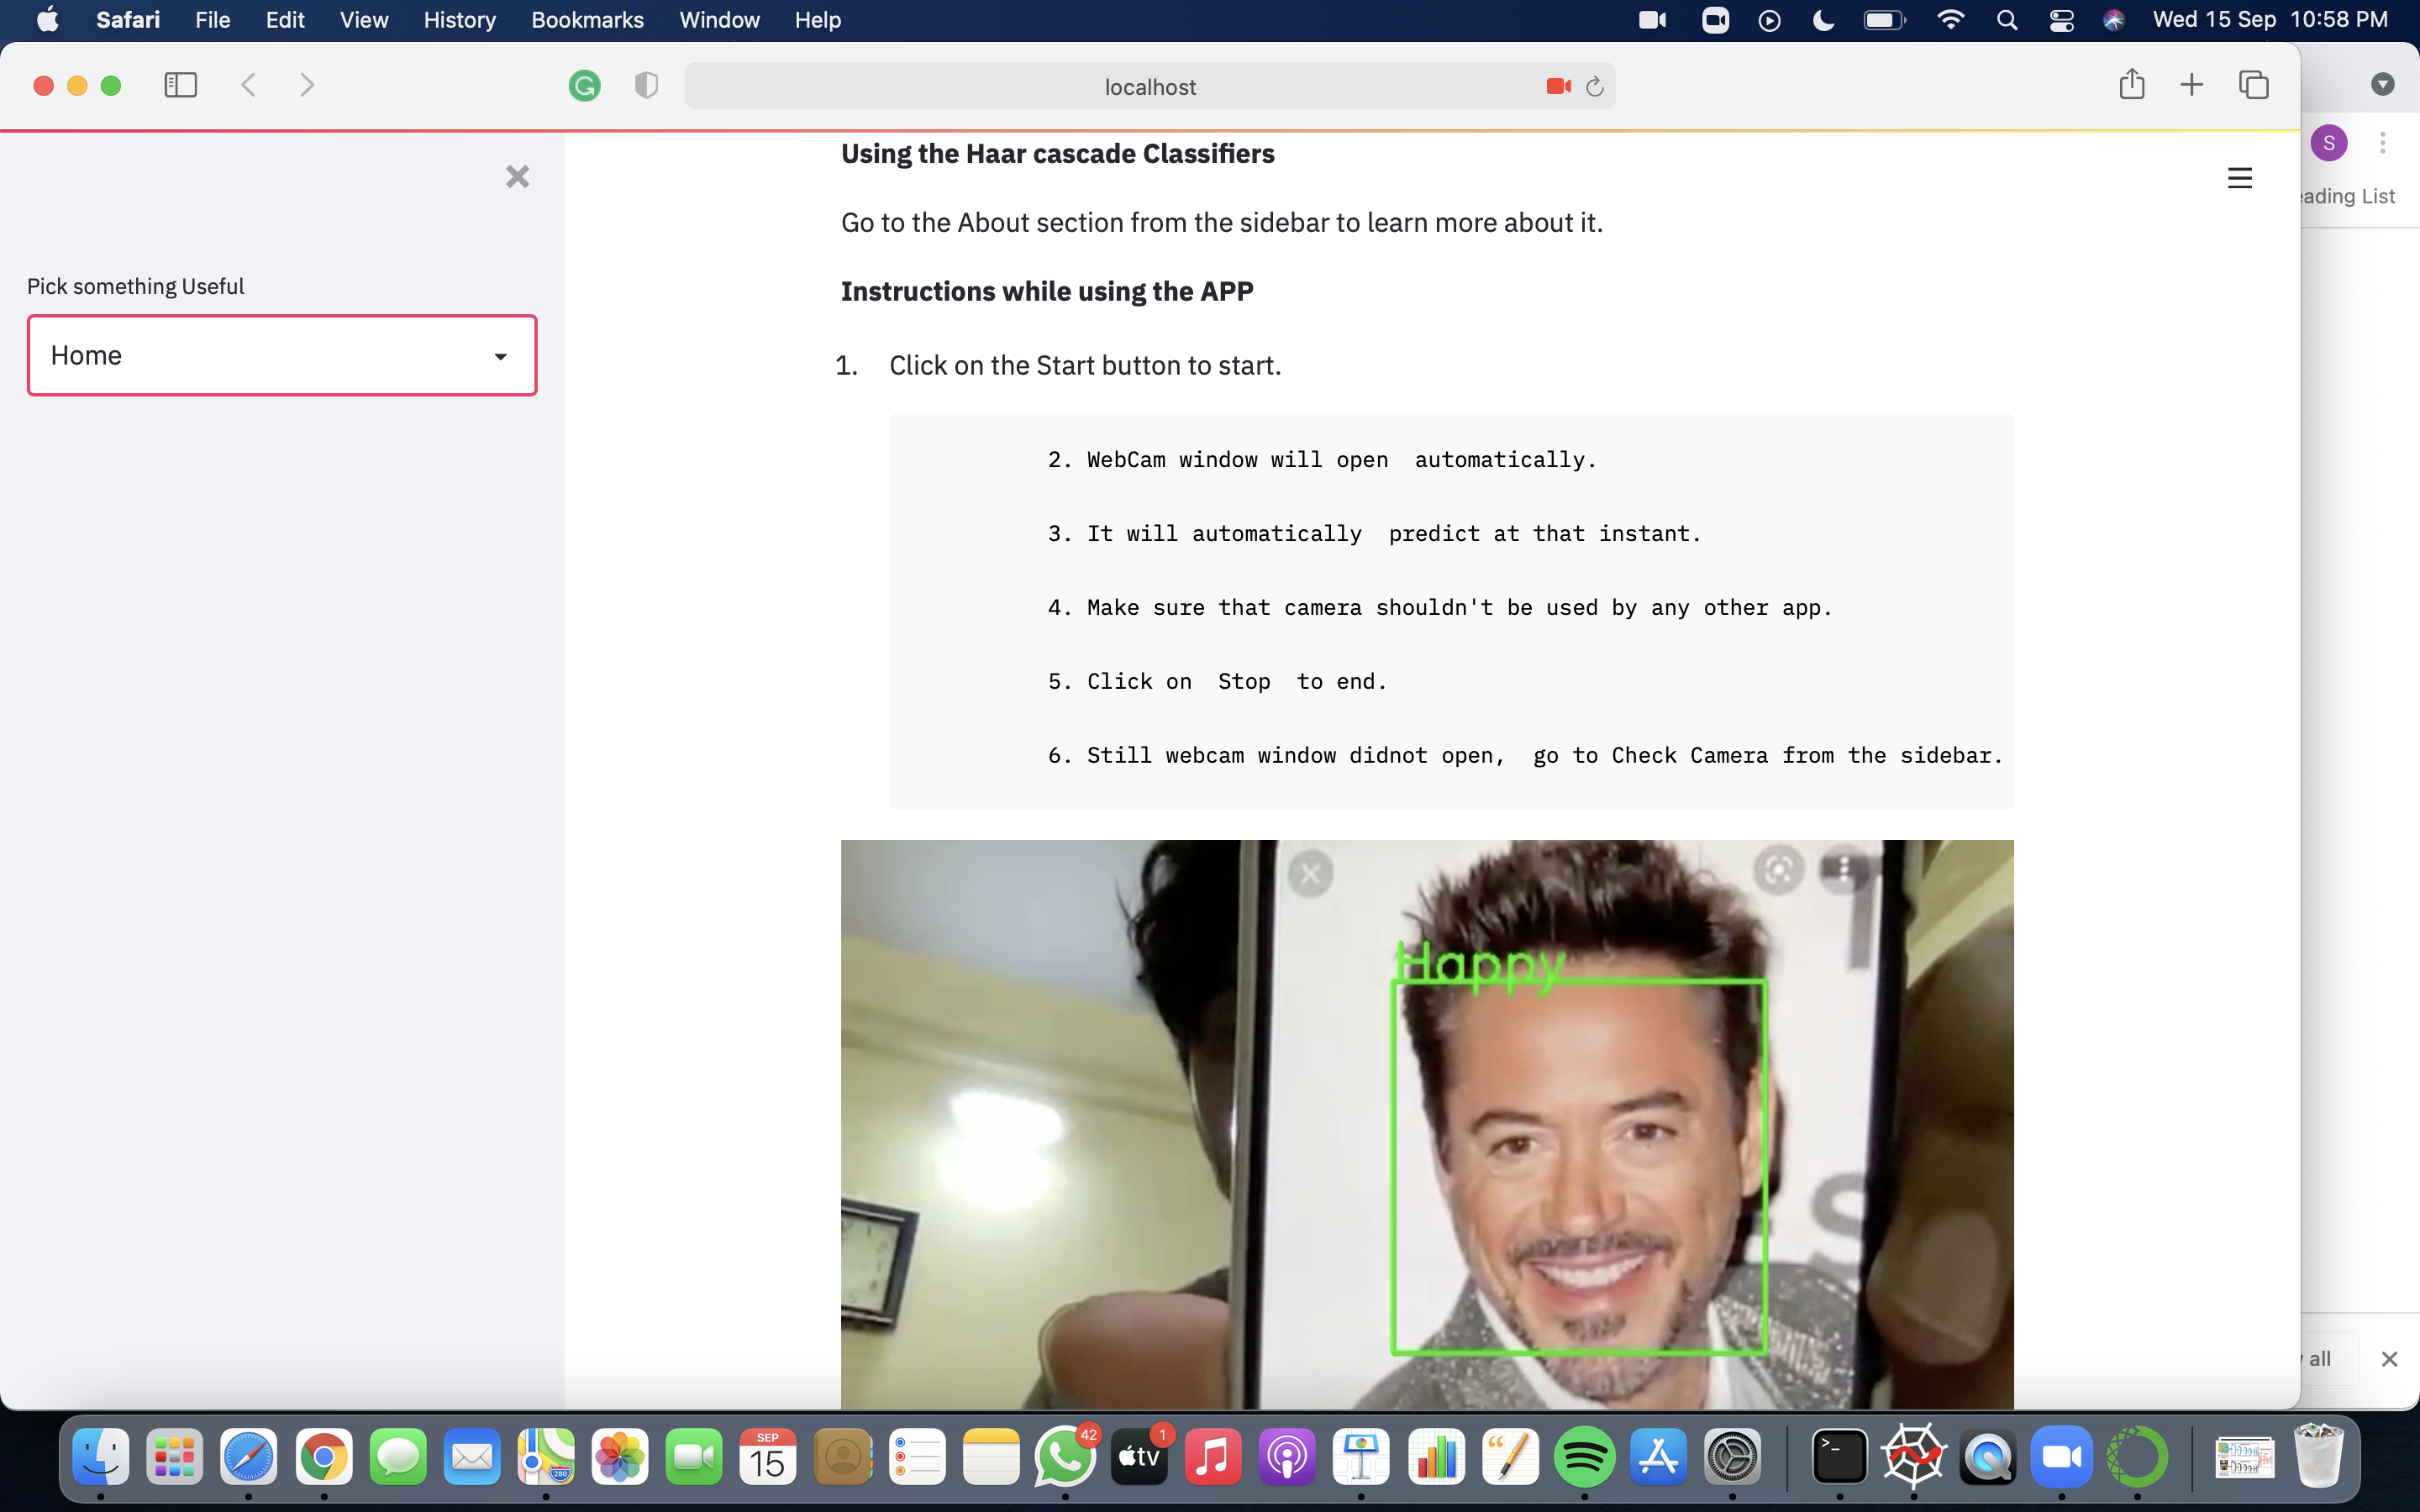 Safari File Edit View History Bookmarks Window Help Wed 15 Sep 10:58 PM
localhost
S
eading List
Using the Haar cascade Classifiers
Go to the About section from the sidebar to learn more about it.
Pick something Useful
Home
Instructions while using the APP
1. Click on the Start button to start.
2. WebCam window will open  automatically.
3. It will automatically  predict at that instant.
4. Make sure that camera shouldn't be used by any other app.
5. Click on  Stop  to end.
6. Still webcam window didnot open,  go to Check Camera from the sidebar.
Happy
all
SEP
15
280
42
tv
1